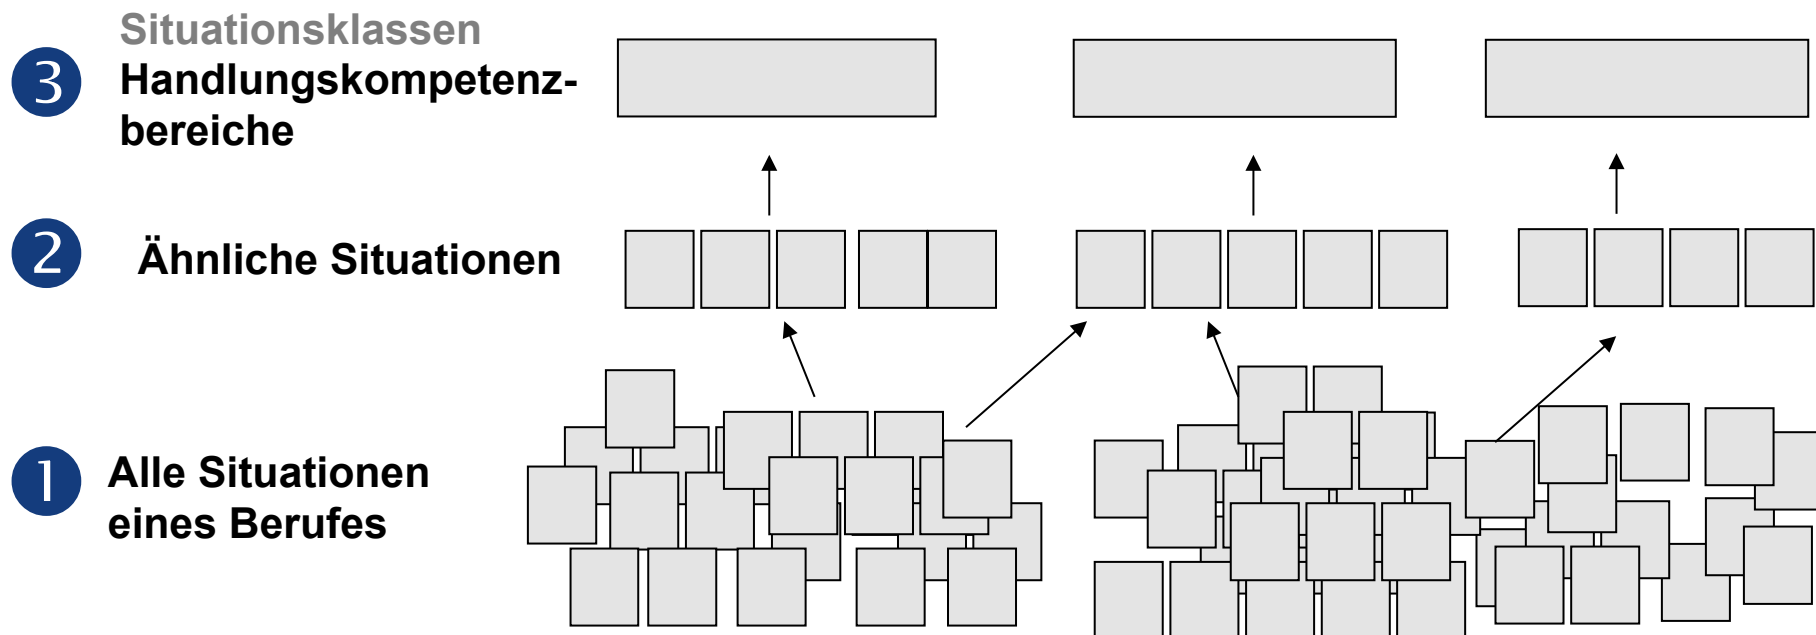 3
Situationsklassen
Handlungskompetenz-
bereiche
2
Ähnliche Situationen
1
Alle Situationen
eines Berufes